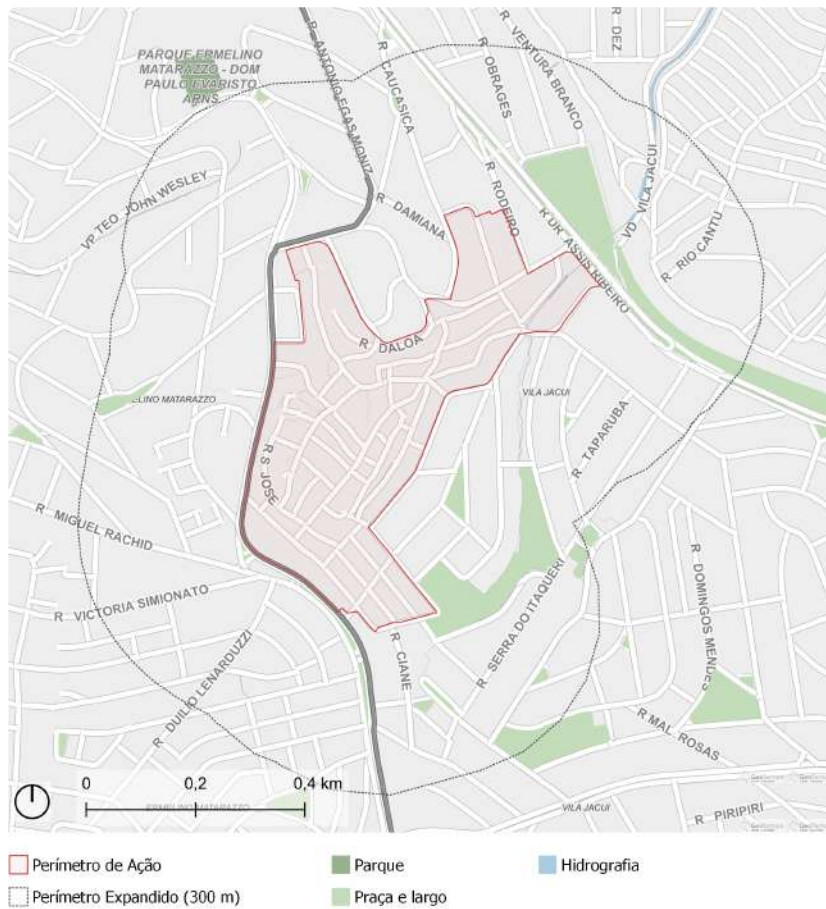 PARQUE ERMELINO
MATARAZZO - DOM
PAULO EVARISTO
ARNS
R ANTONIO EGAS MONIZ
R CAUCASICA
R OBRAGES
R VENTURA BRANCO
R DEZ
VP TEO JOHN WESLEY
R DAMIANA
R RODEIRO
VD VILA JACUI
R RIO CANTU
ASSIS RIBEIRO
R DALOA
ELINO MATARAZZO
VILA JACUI
R TAPARUBA
R S JOSE
R MIGUEL RACHID
R VICTORIA SIMIONATO
R DUILIO LENARDUZZI
R CIANE
R SERRA DO ITAQUERI
R DOMINGOS MENDES
R MAL. ROSAS
R PIRIPIRI
ERMELINO MATARAZZO
VILA JACUI
0 0,2 0,4 km
Perímetro de Ação
Parque
Hidrografia
Perímetro Expandido (300 m)
Praça e largo